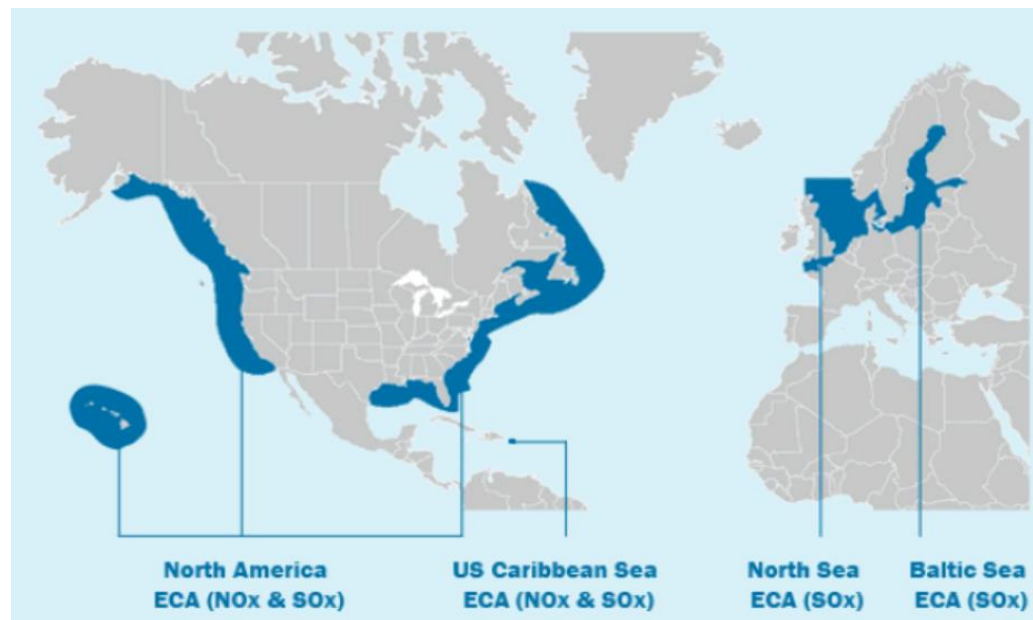 North America
ECA (NOx & SOx)
US Caribbean Sea
ECA (NOx & SOx)
North Sea
ECA (SOx)
Baltic Sea
ECA (SOx)